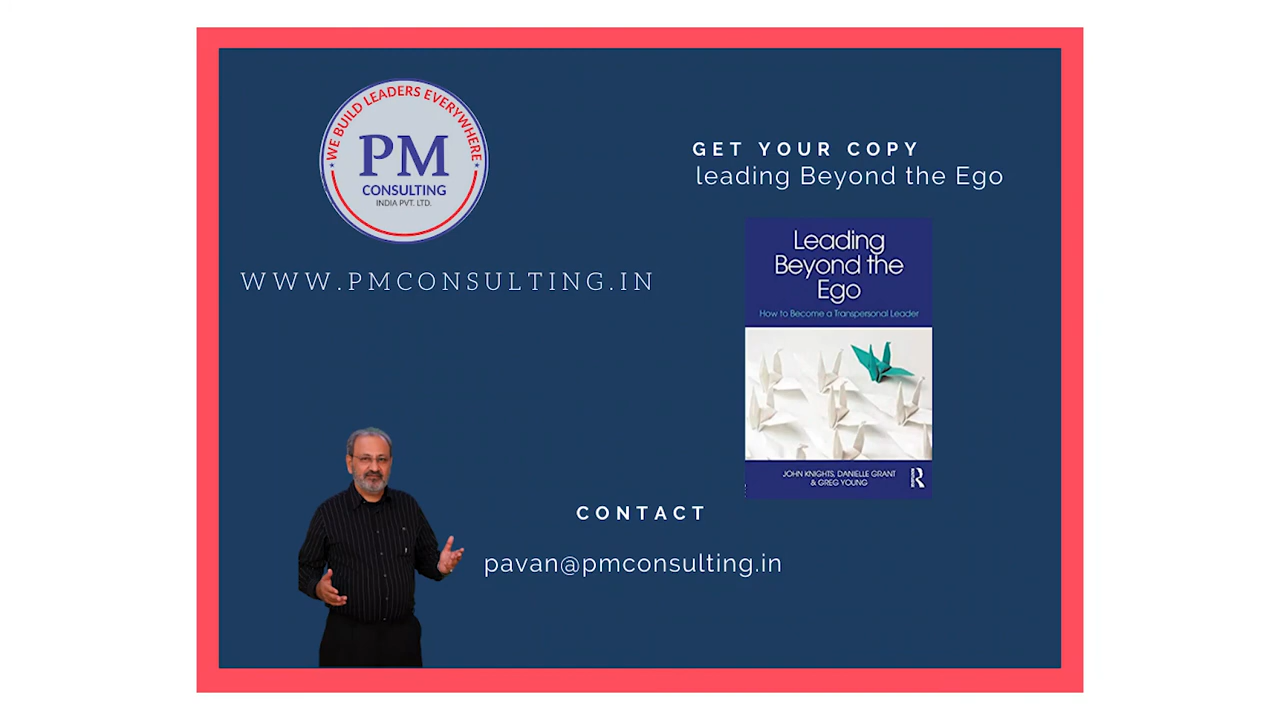 WE BUILD LEADERS EVERYWHERE
PM
CONSULTING
INDIA PVT. LTD.
WWW.PMCONSULTING.IN
GET YOUR COPY
leading Beyond the Ego
Leading
Beyond the
Ego
How to Become a Transpersonal Leader
JOHN KNIGHTS, DANIELLE GRANT
& GREG YOUNG
R
CONTACT
pavan@pmconsulting.in